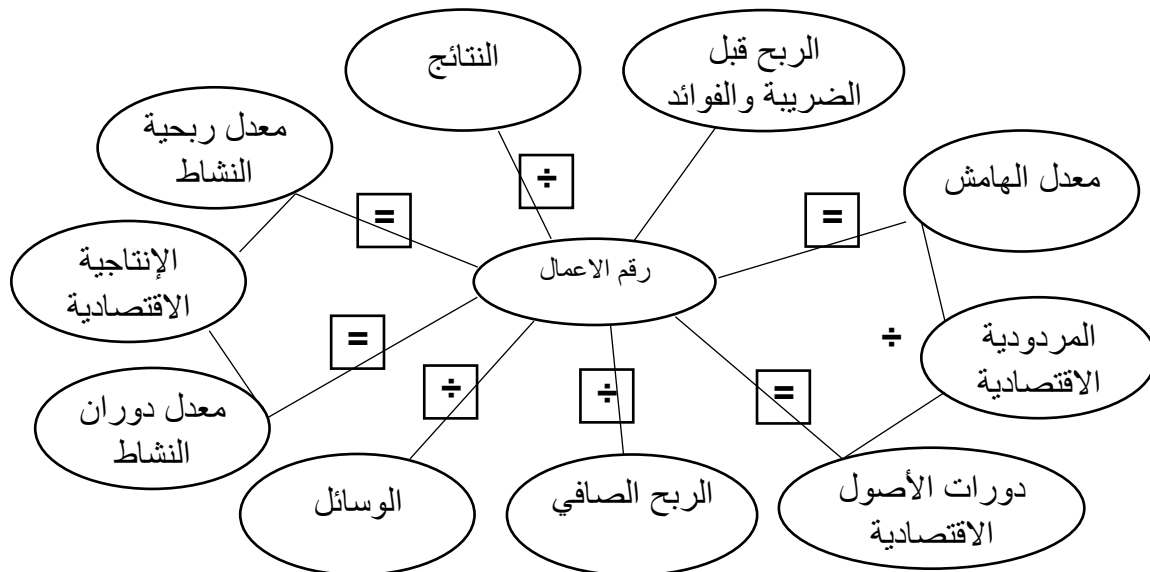 النتائج
الربح قبل
الضريبة والفوائد
معدل ربحية
النشاط
÷
معدل الهامش
=
=
الإنتاجية
الاقتصادية
رقم الاعمال
=
÷
المردودية
الاقتصادية
÷
÷
=
معدل دوران
النشاط
الوسائل
الربح الصافي
دورات الأصول
الاقتصادية